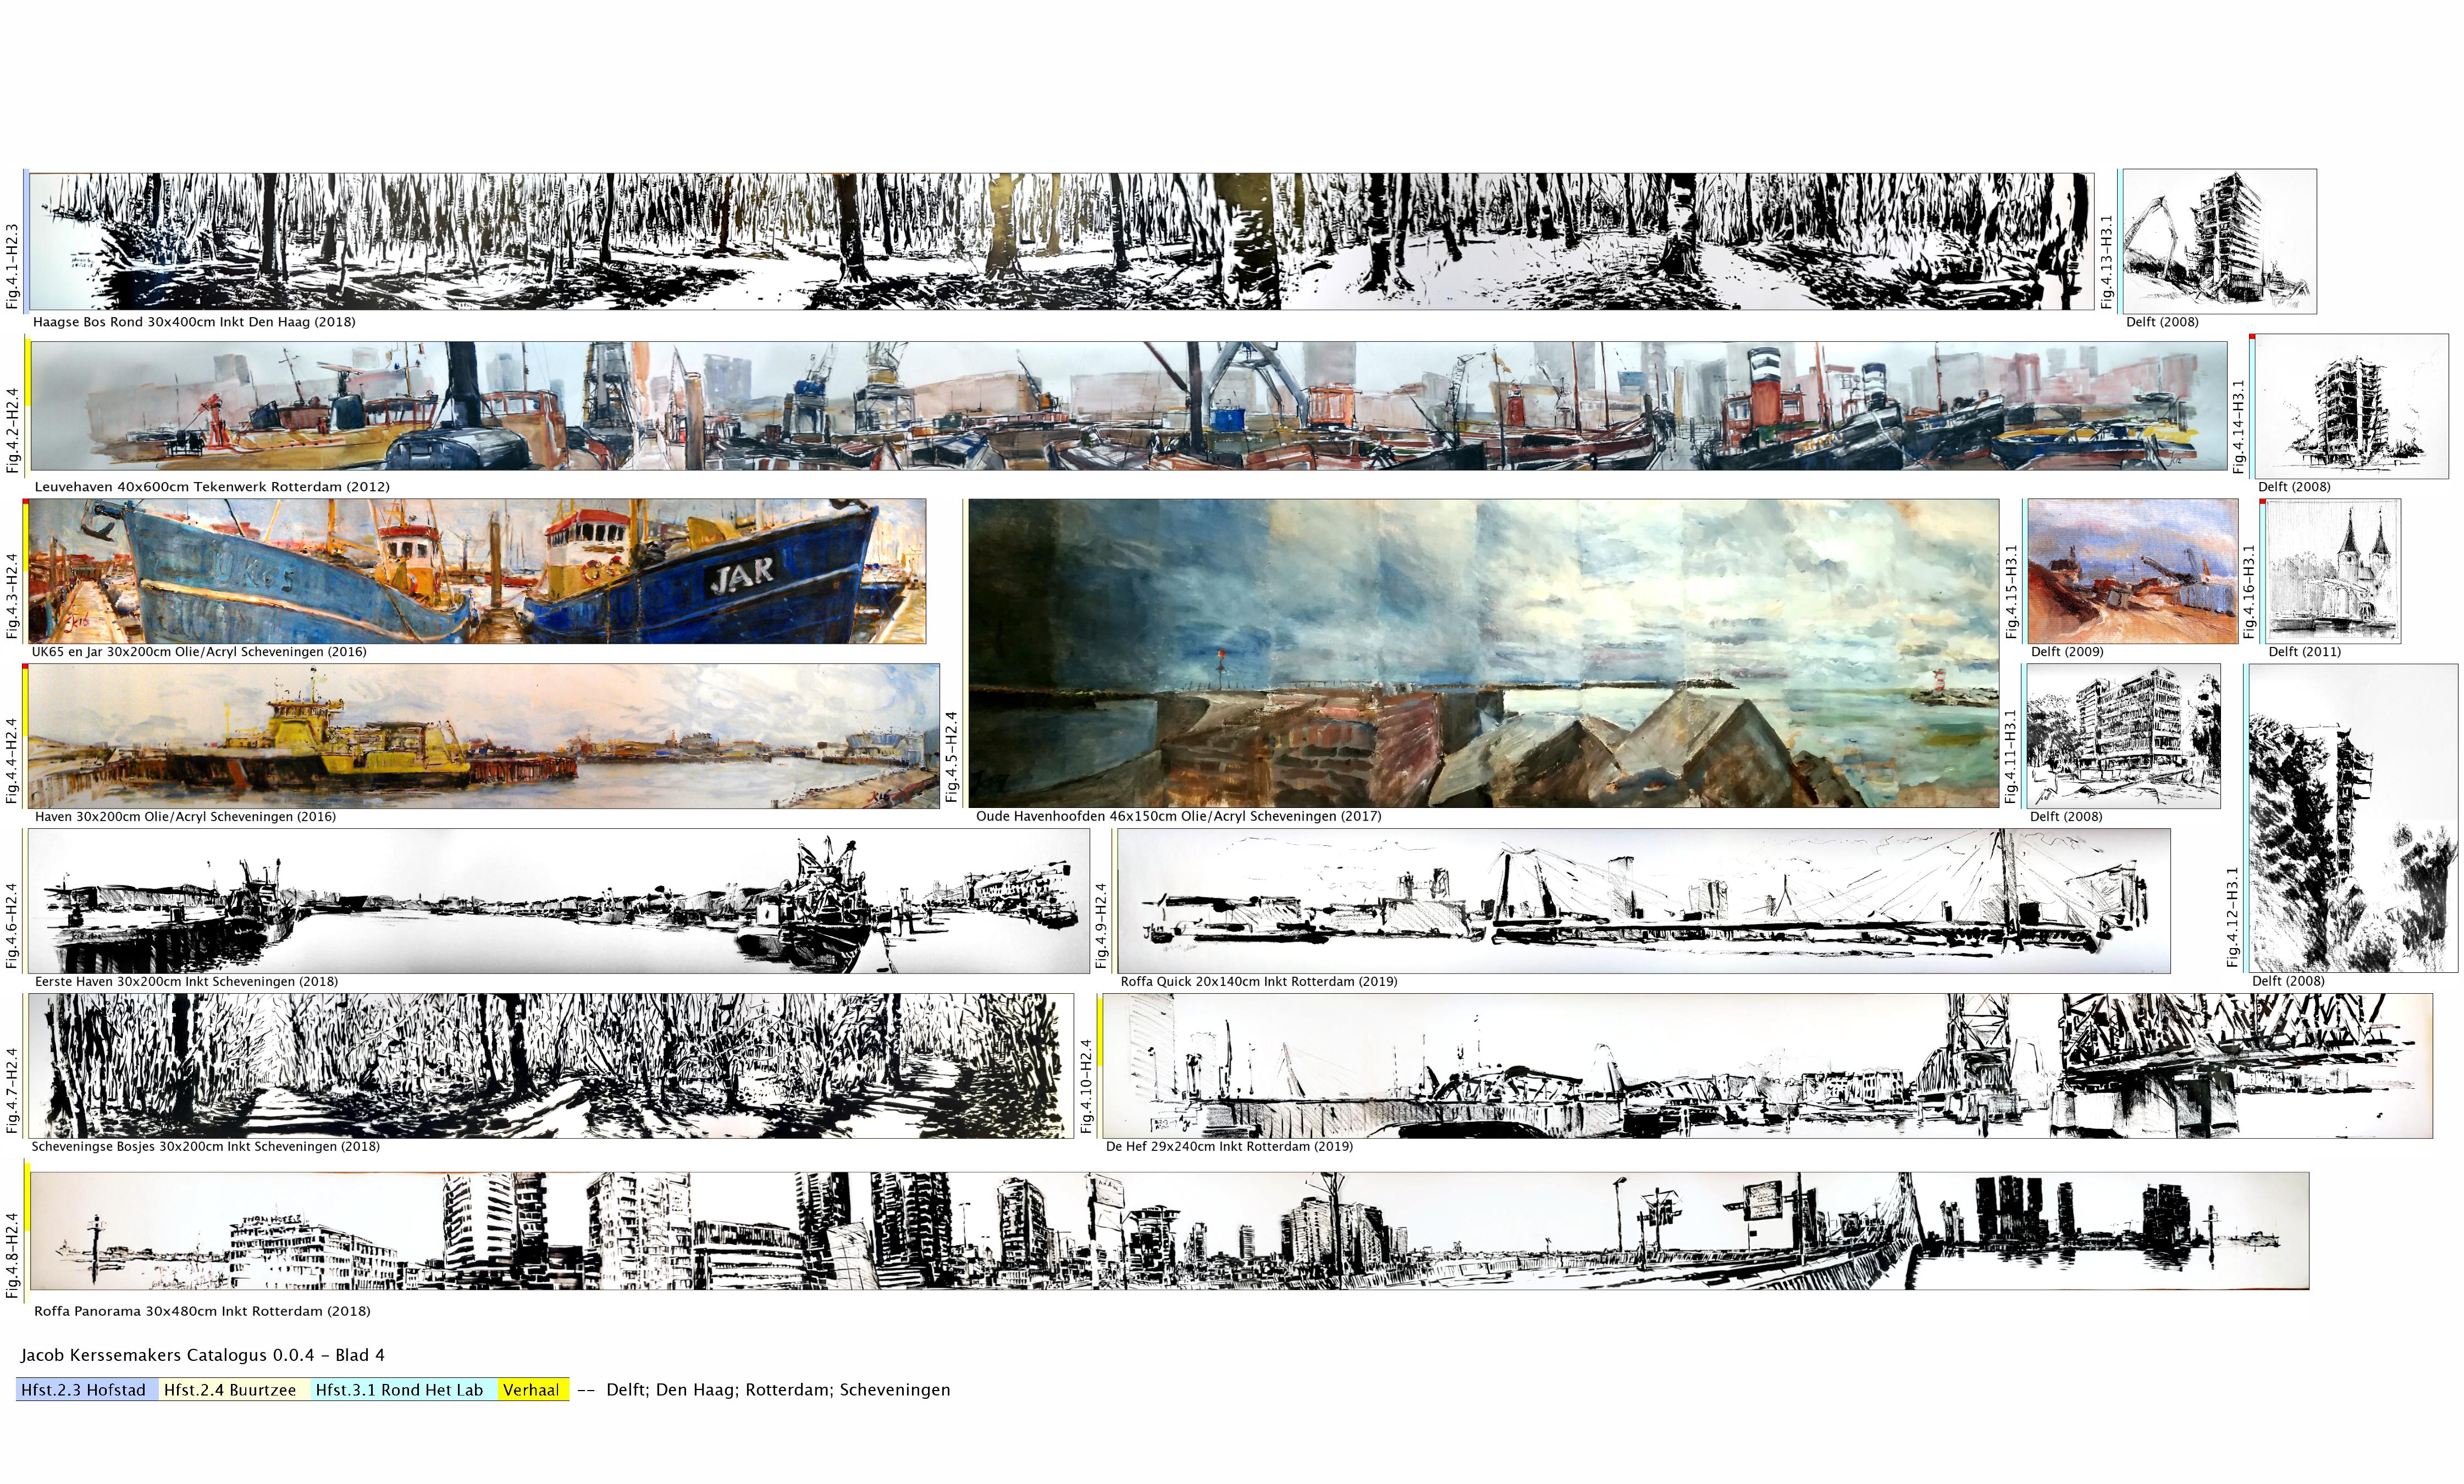 Fig.4.1-H2.3
Haagse Bos Rond 30x400cm Inkt Den Haag (2018)
Fig.4.13-H3.1
Delft (2008)
Fig.4.2-H2.4
Leuvehaven 40x600cm Tekenwerk Rotterdam (2012)
Fig.4.14-H3.1
Delft (2008)
Fig.4.3-H2.4
UK65
JAR
UK65 en Jar 30x200cm Olie/Acryl Scheveningen (2016)
Fig.4.4-H2.4
Haven 30x200cm Olie/Acryl Scheveningen (2016)
Fig.4.5-H2.4
Oude Havenhoofden 46x150cm Olie/Acryl Scheveningen (2017)
Fig.4.15-H3.1
Delft (2009)
Fig.4.16-H3.1
Delft (2011)
Fig.4.11-H3.1
Delft (2008)
Fig.4.12-H3.1
Delft (2008)
Fig.4.6-H2.4
Eerste Haven 30x200cm Inkt Scheveningen (2018)
Fig.4.9-H2.4
Roffa Quick 20x140cm Inkt Rotterdam (2019)
Fig.4.7-H2.4
Scheveningse Bosjes 30x200cm Inkt Scheveningen (2018)
Fig.4.10-H2.4
De Hef 29x240cm Inkt Rotterdam (2019)
Fig.4.8-H2.4
Roffa Panorama 30x480cm Inkt Rotterdam (2018)
Jacob Kerssemakers Catalogus 0.0.4 - Blad 4
Hfst.2.3 Hofstad Hfst.2.4 Buurtzee Hfst.3.1 Rond Het Lab Verhaal -- Delft; Den Haag; Rotterdam; Scheveningen